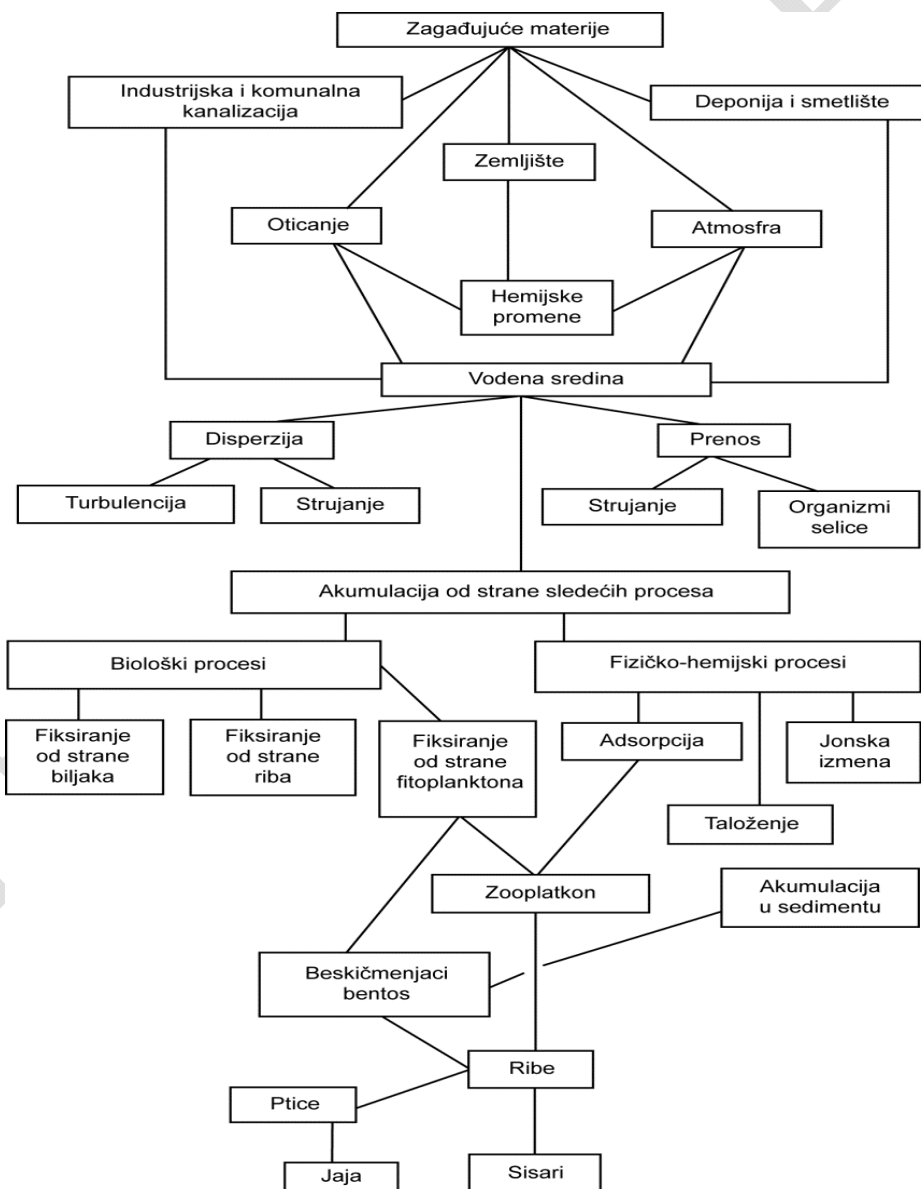 Zagađujuće materije
Industrijska i komunalna
kanalizacija
Deponija i smetlište
Zemljište
Oticanje
Atmosfra
Hemijske
promene
Vodena sredina
Disperzija
Prenos
Turbulencija
Strujanje
Strujanje
Organizmi
selice
Akumulacija od strane sledećih procesa
Biološki procesi
Fizičko-hemijski procesi
Fiksiranje
od strane
biljaka
Fiksiranje
od strane
riba
Fiksiranje
od strane
fitoplanktona
Adsorpcija
Jonska
izmena
Taloženje
Zooplatkon
Akumulacija
u sedimentu
Beskičmenjaci
bentos
Ribe
Ptice
Jaja
Sisari